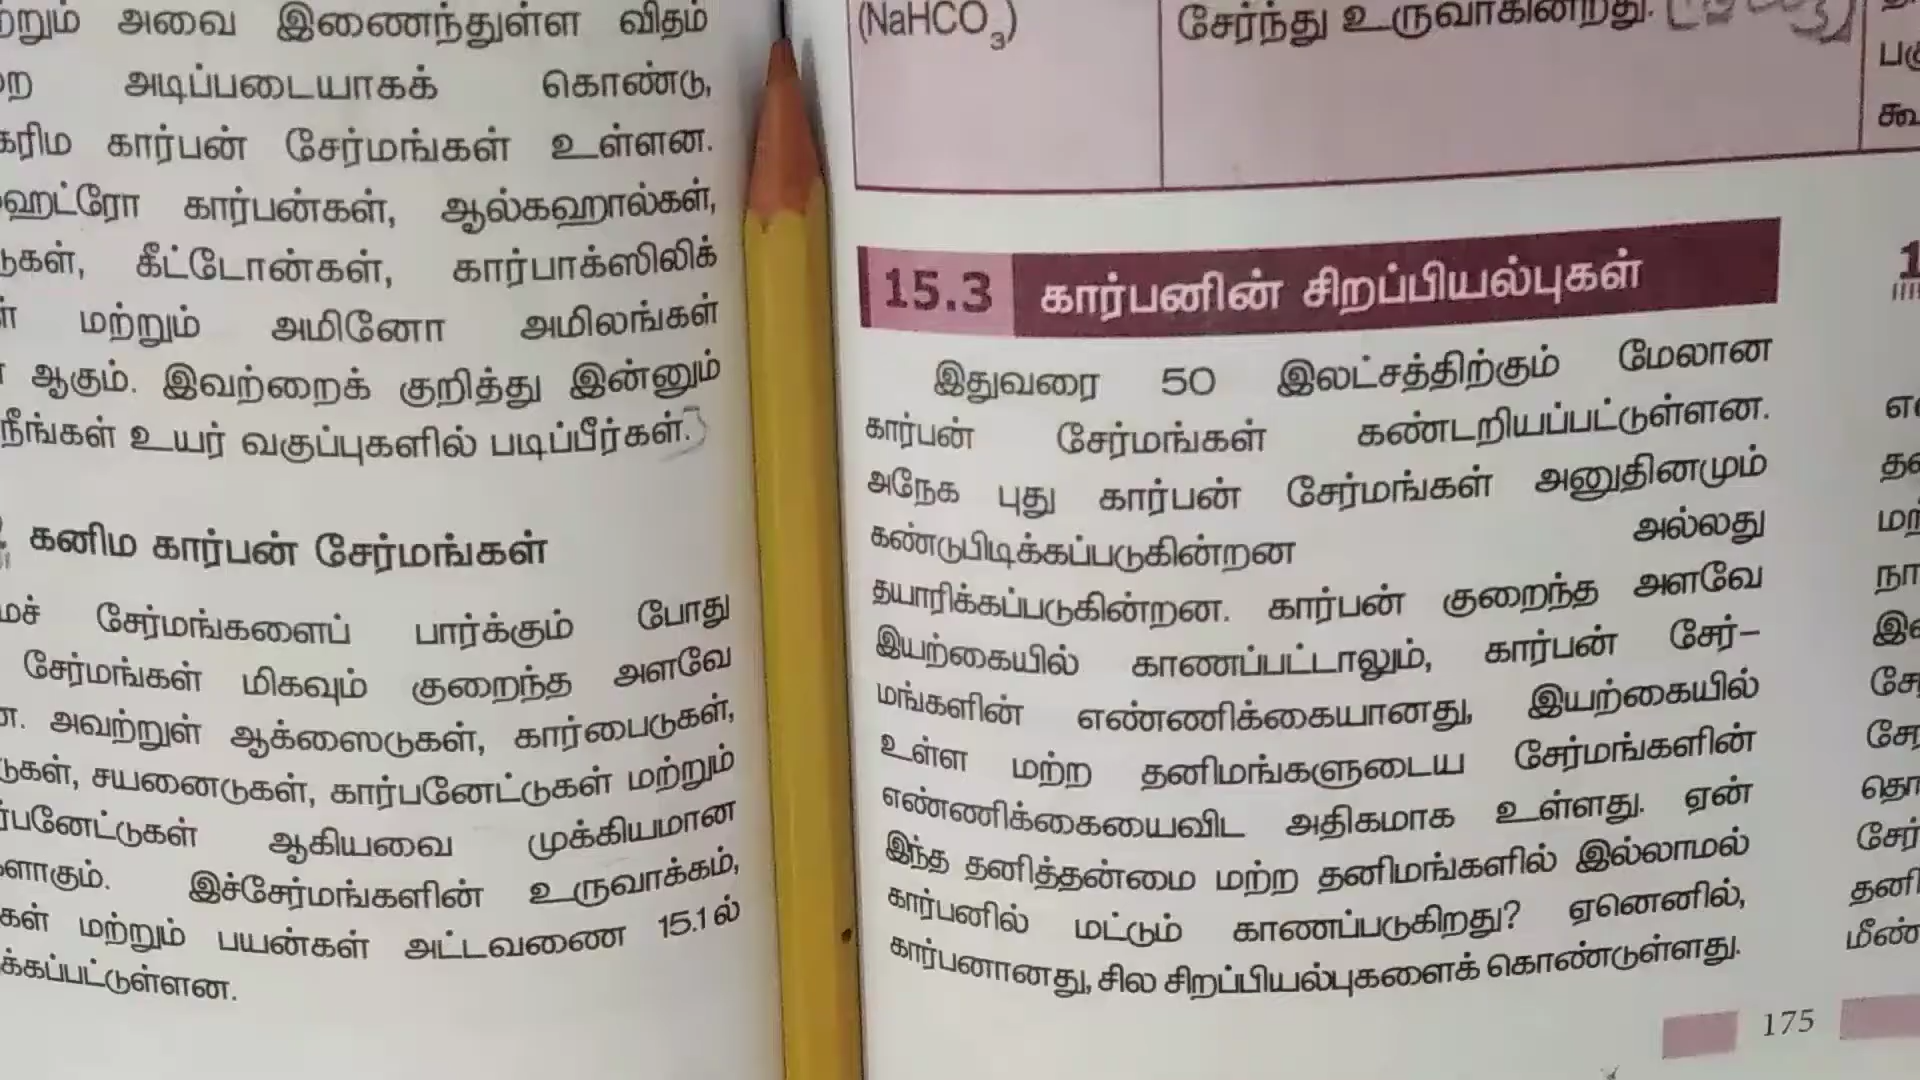 அவை இணைந்துள்ள விதம்
அடிப்படையாகக் கொண்டு,
கார்பன் சேர்மங்கள் உள்ளன.
கார்பன்கள், ஆல்கஹால்கள்,
கீட்டோன்கள், கார்பாக்ஸிலிக்
மற்றும் அமினோ அமிலங்கள்
ஆகும். இவற்றைக் குறித்து இன்னும்
நீங்கள் உயர் வகுப்புகளில் படிப்பீர்கள்.
கனிம கார்பன் சேர்மங்கள்
சேர்மங்களைப் பார்க்கும் போது
சேர்மங்கள் மிகவும் குறைந்த அளவே
அவற்றுள் ஆக்ஸைடுகள், கார்பைடுகள்,
சயனைடுகள், கார்பனேட்டுகள் மற்றும்
ஆகியவை முக்கியமான
இச்சேர்மங்களின் உருவாக்கம்,
மற்றும் பயன்கள் அட்டவணை 15.1ல்
(NaHCO3)
சேர்ந்து உருவாகின்றது.
15.3 கார்பனின் சிறப்பியல்புகள்
இதுவரை 50 இலட்சத்திற்கும் மேலான
கார்பன் சேர்மங்கள் கண்டறியப்பட்டுள்ளன.
அநேக புது கார்பன் சேர்மங்கள் அனுதினமும்
கண்டுபிடிக்கப்படுகின்றன அல்லது
தயாரிக்கப்படுகின்றன. கார்பன் குறைந்த அளவே
இயற்கையில் காணப்பட்டாலும், கார்பன் சேர்-
மங்களின் எண்ணிக்கையானது, இயற்கையில்
உள்ள மற்ற தனிமங்களுடைய சேர்மங்களின்
எண்ணிக்கையைவிட அதிகமாக உள்ளது. ஏன்
இந்த தனித்தன்மை மற்ற தனிமங்களில் இல்லாமல்
கார்பனில் மட்டும் காணப்படுகிறது? ஏனெனில்,
கார்பனானது, சில சிறப்பியல்புகளைக் கொண்டுள்ளது.
175